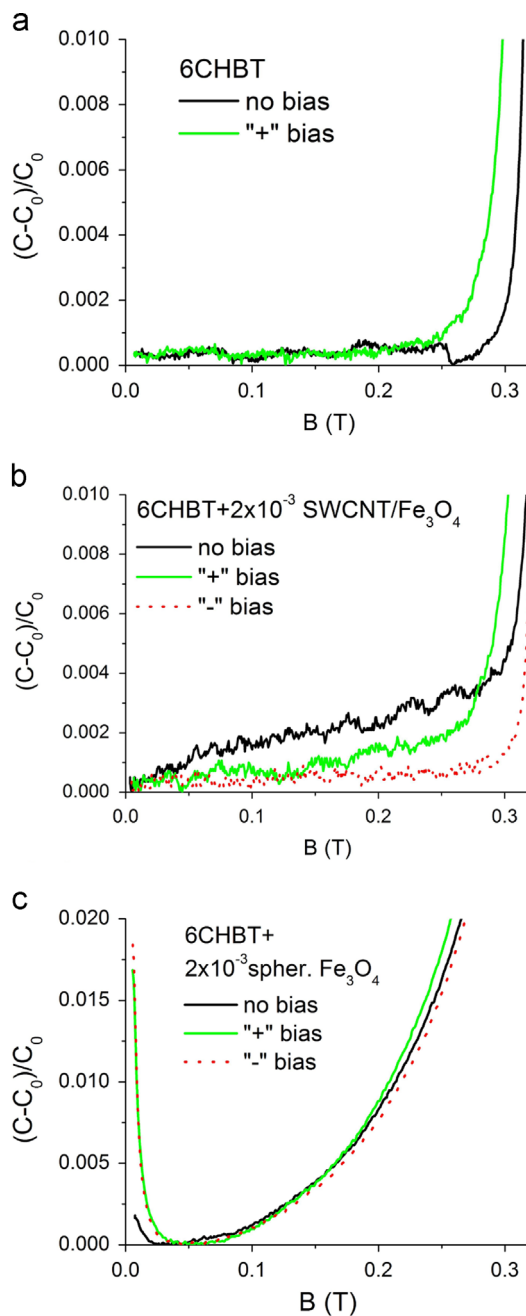 a
0.010
0.008
0.006
0.004
0.002
0.000
(C-C₀)/C₀
6CHBT
no bias
"+" bias
0.0 0.1 0.2 0.3
B (T)
b
0.010
0.008
0.006
0.004
0.002
0.000
(C-C₀)/C₀
6CHBT+2x10⁻³ SWCNT/Fe₃O₄
no bias
"+" bias
"-" bias
0.0 0.1 0.2 0.3
B (T)
c
0.020
0.015
0.010
0.005
0.000
(C-C₀)/C₀
6CHBT+
2x10⁻³spher. Fe₃O₄
no bias
"+" bias
"-" bias
0.0 0.1 0.2 0.3
B (T)